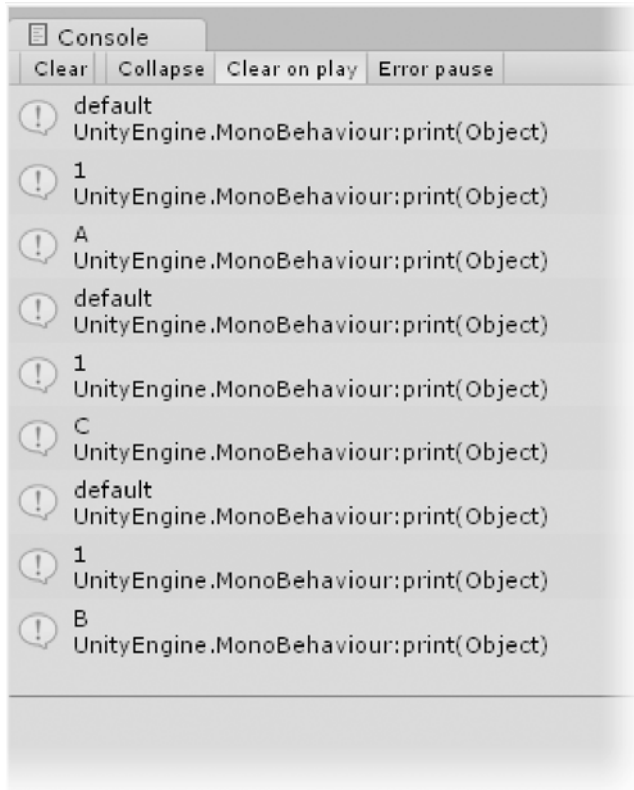 Console
Clear Collapse Clear on play Error pause
default
UnityEngine.MonoBehaviour:print(Object)
1
UnityEngine.MonoBehaviour:print(Object)
A
UnityEngine.MonoBehaviour:print(Object)
default
UnityEngine.MonoBehaviour:print(Object)
1
UnityEngine.MonoBehaviour:print(Object)
C
UnityEngine.MonoBehaviour:print(Object)
default
UnityEngine.MonoBehaviour:print(Object)
1
UnityEngine.MonoBehaviour:print(Object)
B
UnityEngine.MonoBehaviour:print(Object)